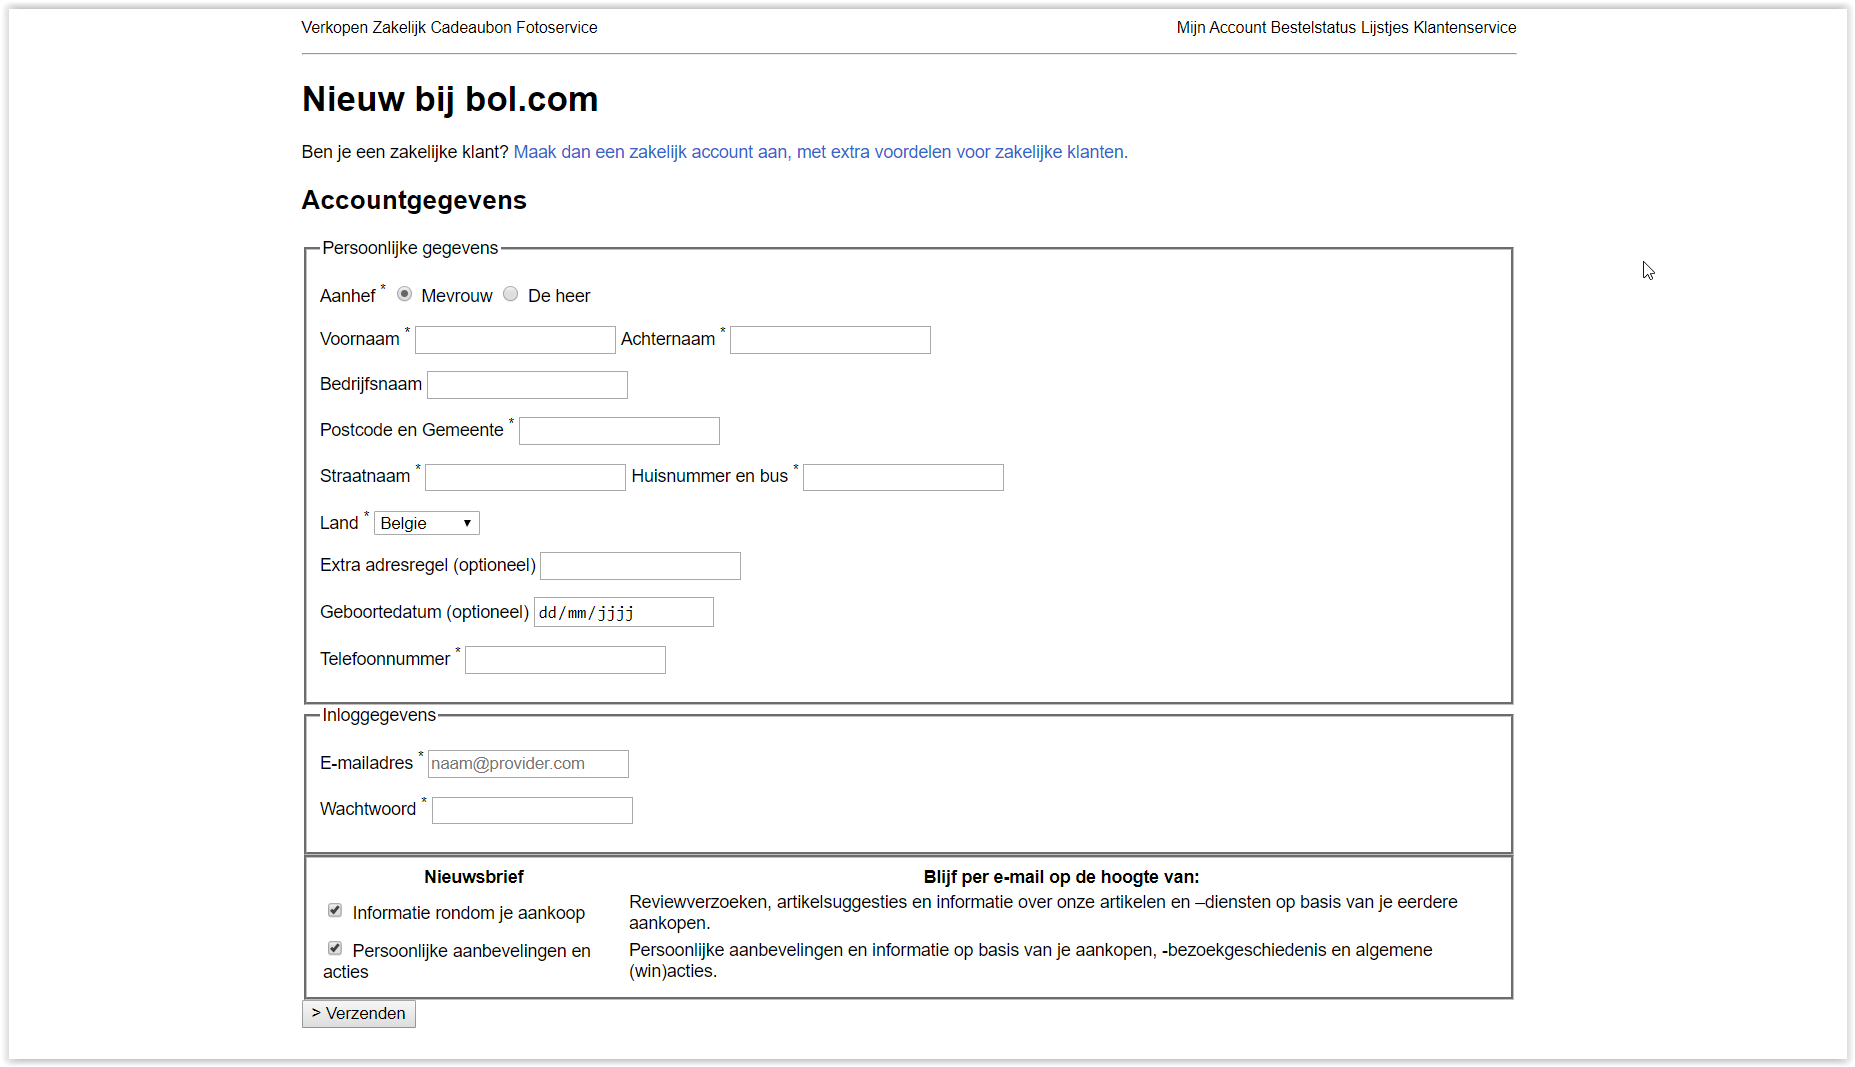 Verkopen Zakelijk Cadeaubon Fotoservice Mijn Account Bestelstatus Lijstjes Klantenservice
Nieuw bij bol.com
Ben je een zakelijke klant? Maak dan een zakelijk account aan, met extra voordelen voor zakelijke klanten.
Accountgegevens
Persoonlijke gegevens
Aanhef * Mevrouw De heer
Voornaam * Achternaam *
Bedrijfsnaam
Postcode en Gemeente *
Straatnaam * Huisnummer en bus *
Land * Belgie
Extra adresregel (optioneel)
Geboortedatum (optioneel) dd/mm/jjjj
Telefoonnummer *
Inloggegevens
E-mailadres * naam@provider.com
Wachtwoord *
Nieuwsbrief Blijf per e-mail op de hoogte van:
Informatie rondom je aankoop
Reviewverzoeken, artikelsuggesties en informatie over onze artikelen en –diensten op basis van je eerdere
aankopen.
Persoonlijke aanbevelingen en
acties
Persoonlijke aanbevelingen en informatie op basis van je aankopen, -bezoekgeschiedenis en algemene
(win)acties.
> Verzenden